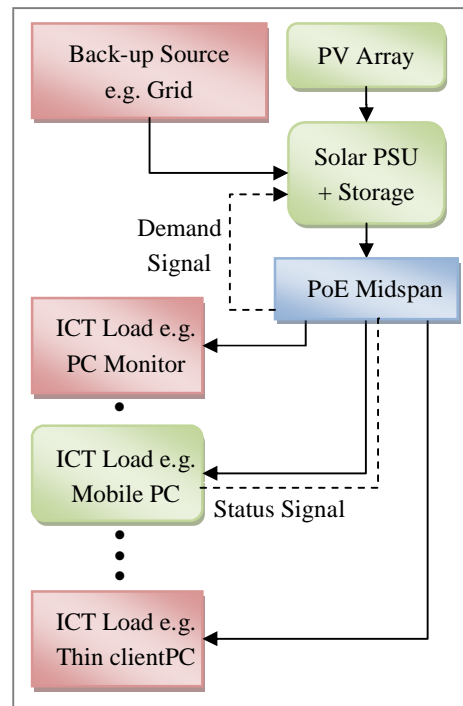 Back-up Source
e.g. Grid
PV Array
Solar PSU
+ Storage
Demand
Signal
PoE Midspan
ICT Load e.g.
PC Monitor
ICT Load e.g.
Mobile PC
Status Signal
ICT Load e.g.
Thin clientPC